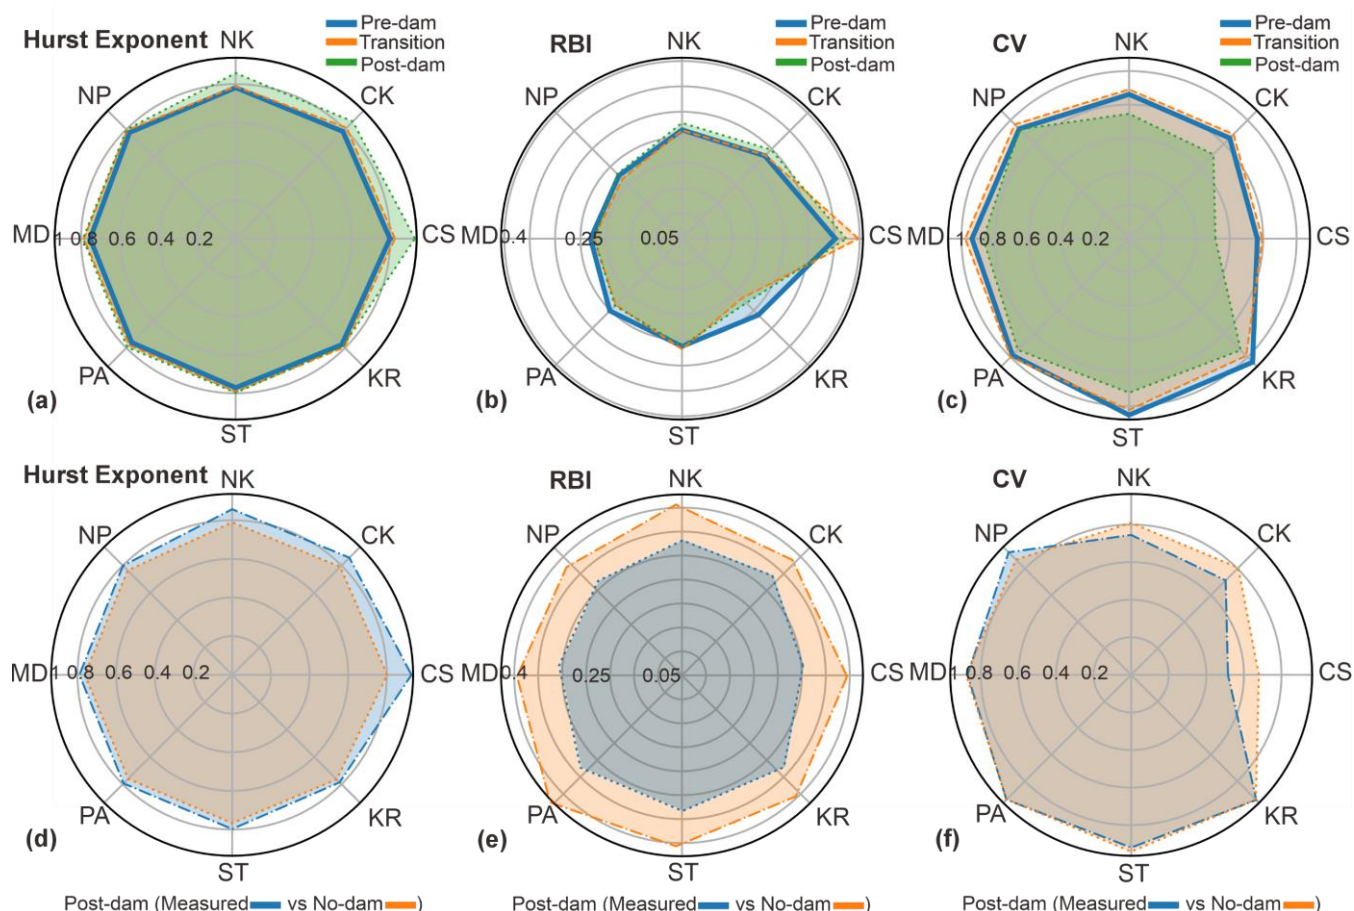 Hurst Exponent
NK
Pre-dam
Transition
Post-dam
NP
CK
MD
1 0.8 0.6 0.4 0.2
CS
PA
KR
(a)
ST
RBI
NK
Pre-dam
Transition
Post-dam
NP
CK
MD
0.4 0.25 0.05
CS
PA
KR
(b)
ST
CV
NK
Pre-dam
Transition
Post-dam
NP
CK
MD
1 0.8 0.6 0.4 0.2
CS
PA
KR
(c)
ST
Hurst Exponent
NK
NP
CK
MD
1 0.8 0.6 0.4 0.2
CS
PA
KR
(d)
ST
Post-dam (Measured vs No-dam )
RBI
NK
NP
CK
MD
0.4 0.25 0.05
CS
PA
KR
(e)
ST
Post-dam (Measured vs No-dam )
CV
NK
NP
CK
MD
1 0.8 0.6 0.4 0.2
CS
PA
KR
(f)
ST
Post-dam (Measured vs No-dam )